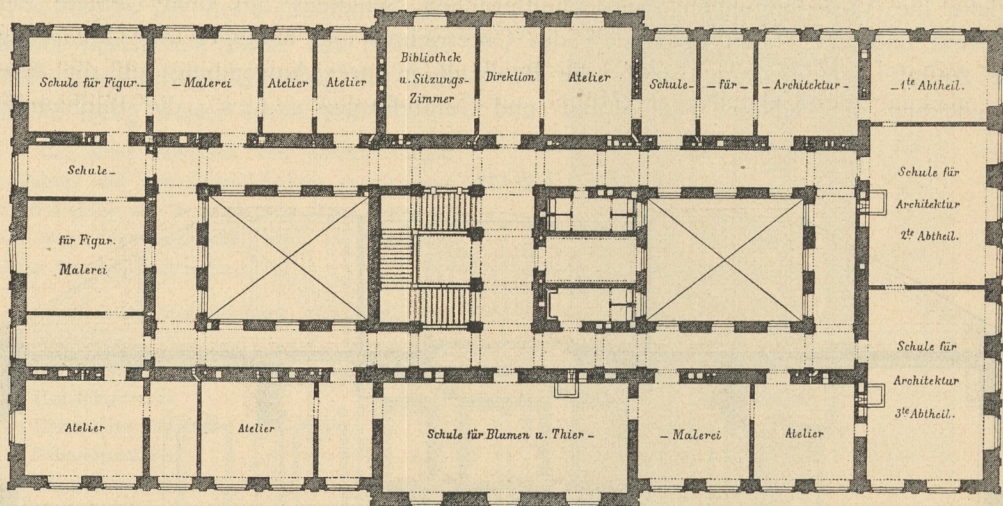 Schule für Figur.-
- Malerei
Atelier
Atelier
Bibliothek
u. Sitzungs-
Zimmer
Direktion
Atelier
Schule -
- für -
- Architektur -
- 1te Abtheil.
Schule -
für Figur.
Malerei
Schule für
Architektur
2te Abtheil.
Schule für
Architektur
3te Abtheil.
Atelier
Atelier
Schule für Blumen u. Thier -
- Malerei
Atelier